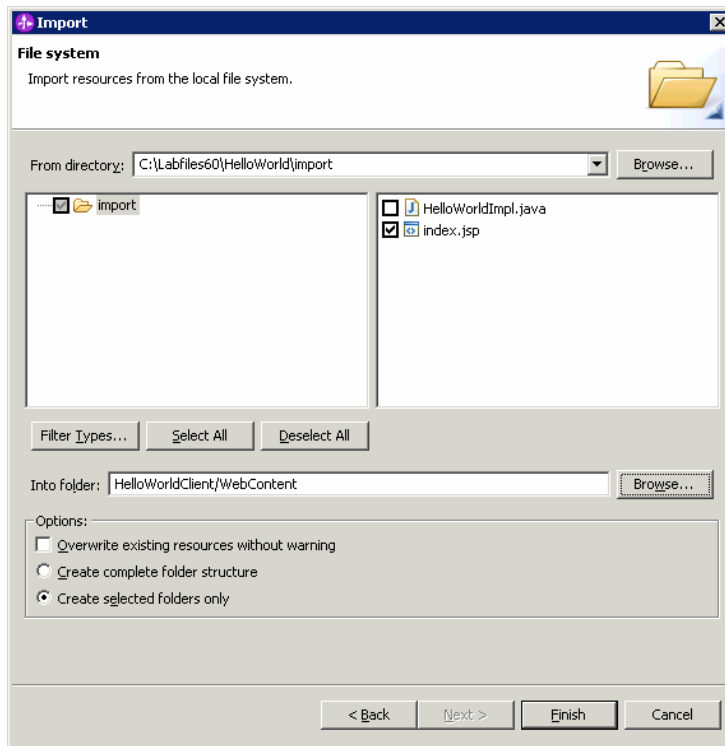 Import
File system
Import resources from the local file system.
From directory: C:\Labfiles60\HelloWorld\import Browse...
import
HelloWorldImpl.java
index.jsp
Filter Types... Select All Deselect All
Into folder: HelloWorldClient/WebContent Browse...
Options:
Overwrite existing resources without warning
Create complete folder structure
Create selected folders only
< Back Next > Finish Cancel